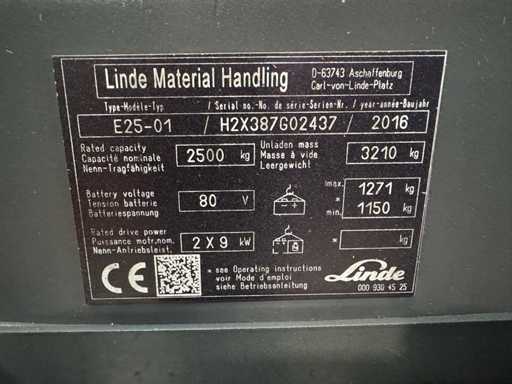 Linde Material Handling
D-63743 Aschaffenburg
Carl-von-Linde-Platz
Type-Modèle-Typ / Serial no.-No. de série-Serien-Nr. / year-année-Baujahr
E25-01 / H2X387G02437 / 2016
Rated capacity
Capacité nominale
Nenn-Tragfähigkeit
2500 kg
Unladen mass
Masse à vide
Leergewicht
3210 kg
Battery voltage
Tension batterie
Batteriespannung
80 V
- +
max. 1271 kg
*
min. 1150 kg
Rated drive power
Puissance motr.nom.
Nenn-Antriebsleist.
2 X 9 kW
* kg
CE
* see Operating instructions
voir Mode d'emploi
siehe Betriebsanleitung
Linde
000 930 45 25